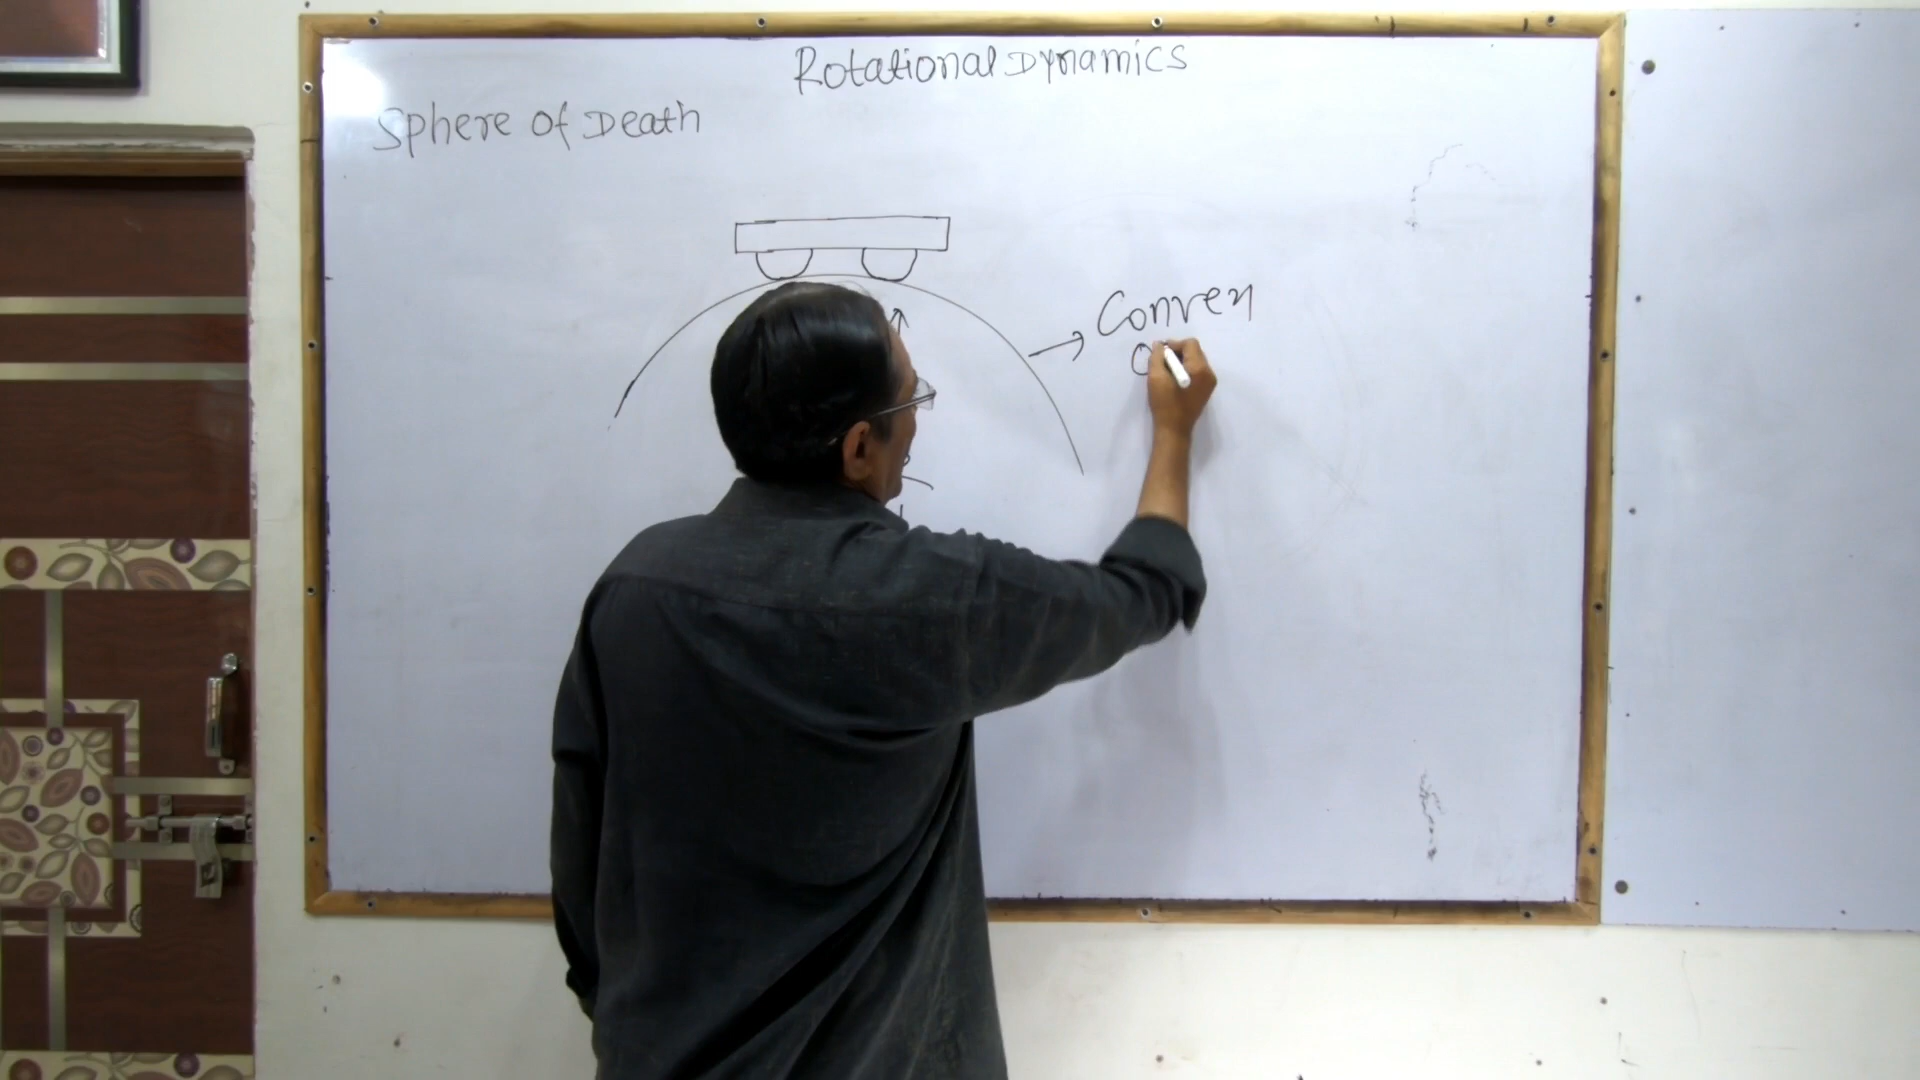 Rotational Dynamics
Sphere of Death
Convex